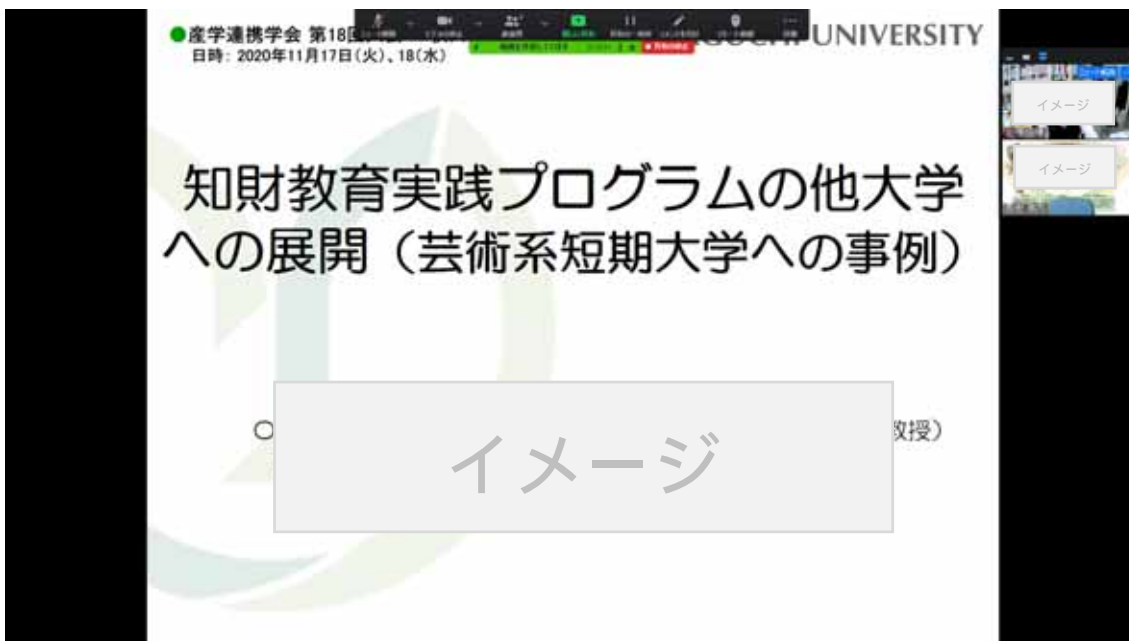 ●産学連携学会 第18回
UNIVERSITY
日時: 2020年11月17日(火)、18(水)
イメージ
イメージ
知財教育実践プログラムの他大学
への展開（芸術系短期大学への事例）
〇
教授）
イメージ